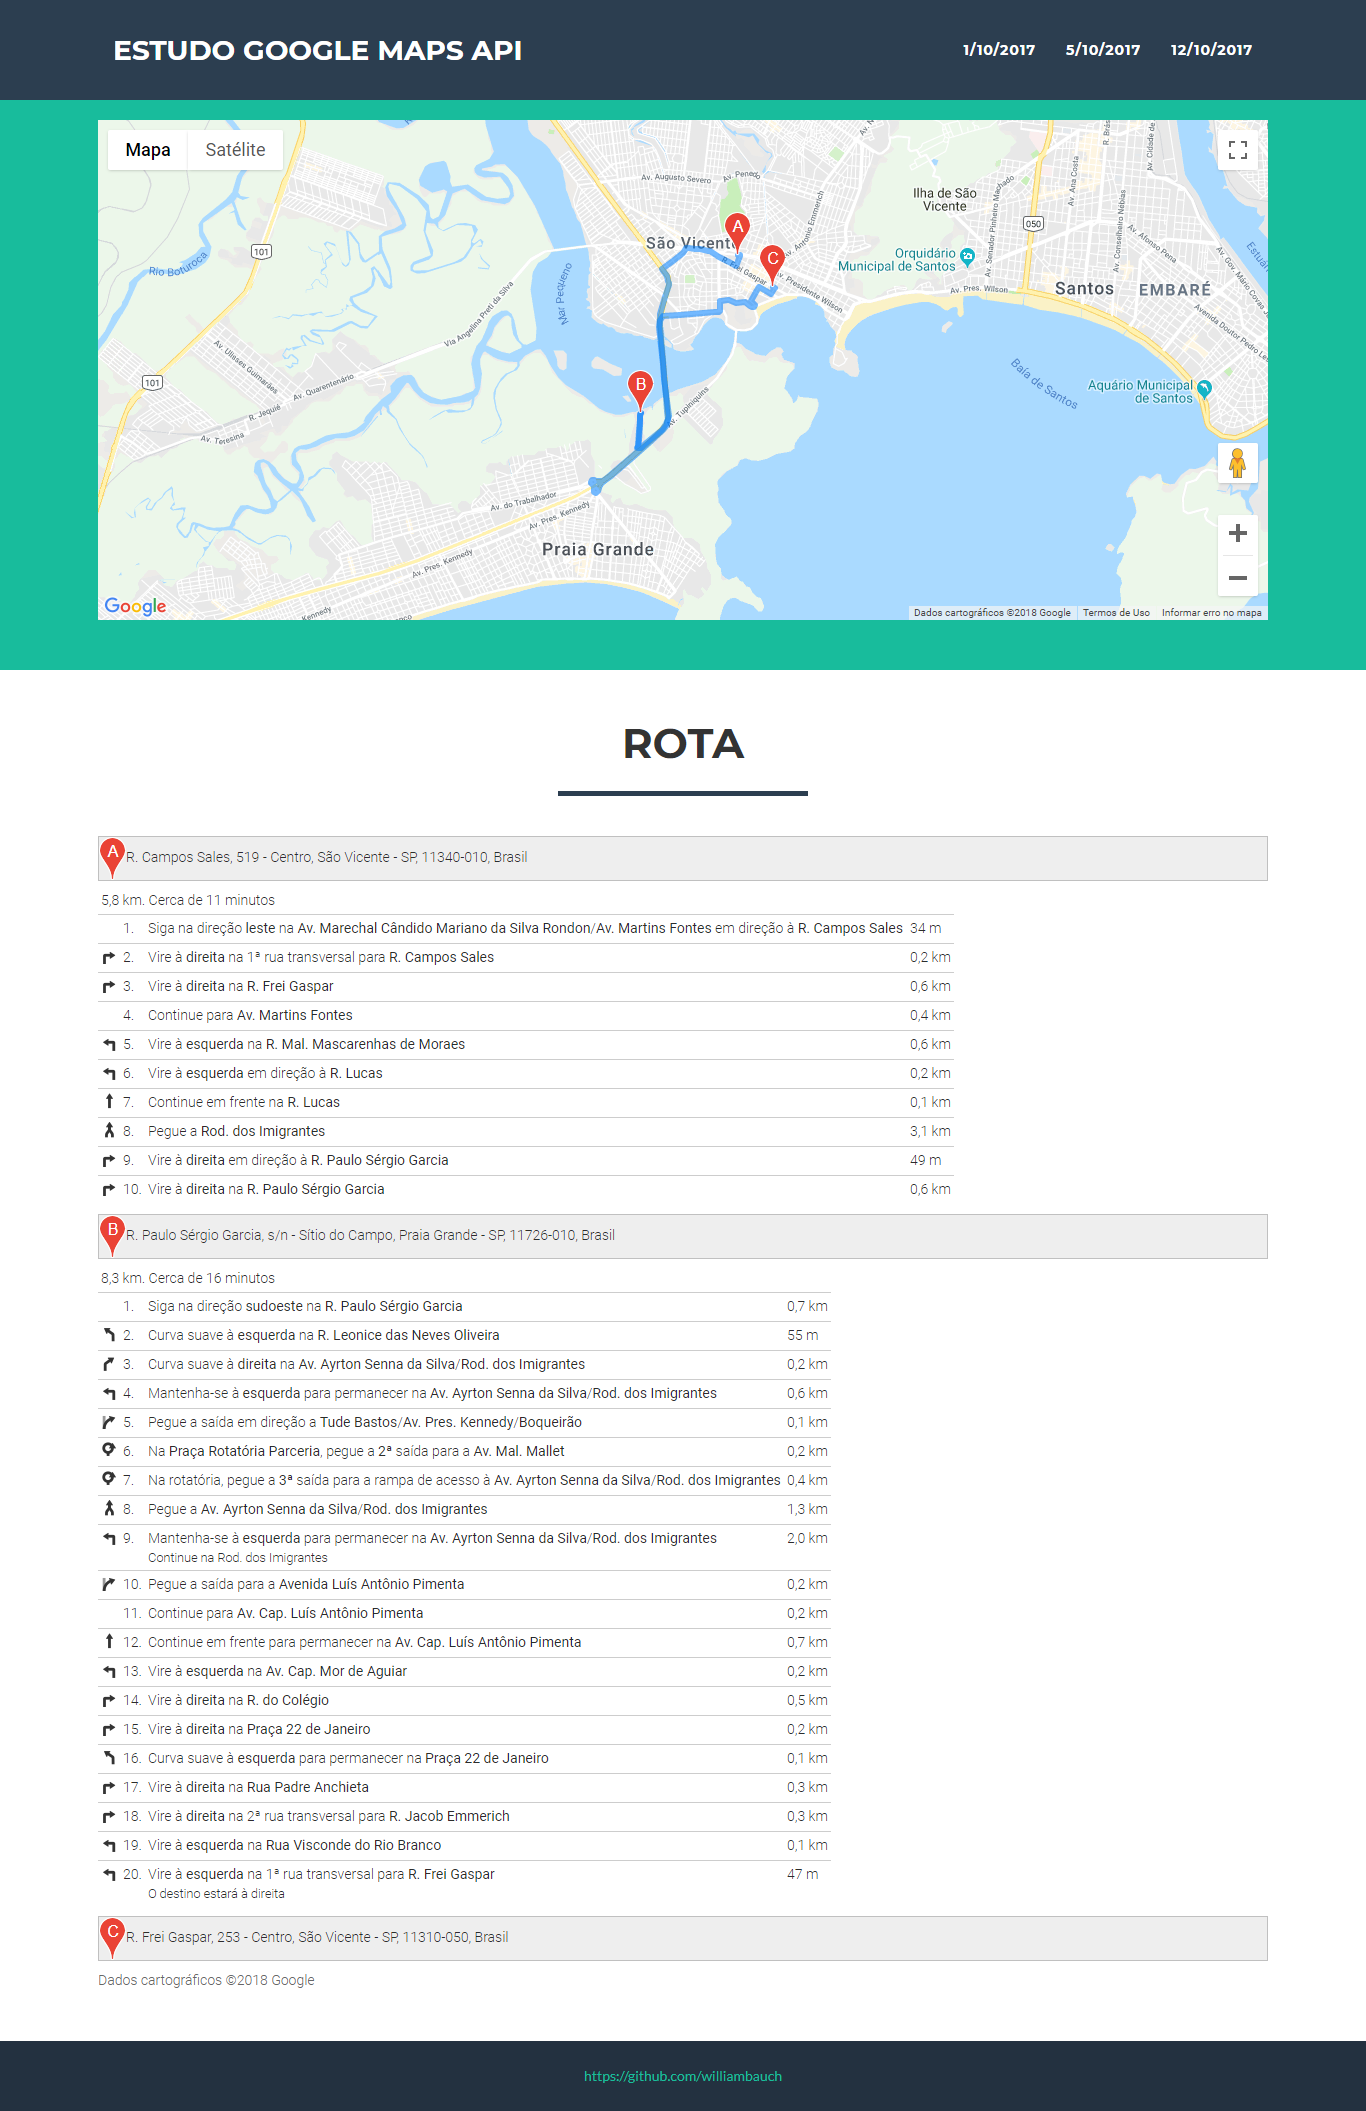 ESTUDO GOOGLE MAPS API
1/10/2017 5/10/2017 12/10/2017
Mapa Satélite
Av. Augusto Severo
Av. Penedo
Av. Antonio Emmerich
São Vicente
R. Frei Gaspar
Av. Presidente Wilson
Ilha de São
Vicente
050
Orquidário
Municipal de Santos
Av. Senador Pinheiro Machado
Av. Ana Costa
Av. Conselheiro Nébias
Av. Afonso Pena
Av. Pres. Wilson
Santos
EMBARÉ
Rio Boturoca
101
Mar Pequeno
Via Angelina Preti da Silva
Av. Ulisses Guimarães
Av. Quarentenário
R. Jequié
Av. Teresina
101
A
C
B
Av. Tupiniquins
Baía de Santos
Aquário Municipal
de Santos
Av. do Trabalhador
Av. Pres. Kennedy
Av. Pres. Kennedy
Praia Grande
Google
Dados cartográficos ©2018 Google Termos de Uso Informar erro no mapa
ROTA
A R. Campos Sales, 519 - Centro, São Vicente - SP, 11340-010, Brasil
5,8 km. Cerca de 11 minutos
1. Siga na direção leste na Av. Marechal Cândido Mariano da Silva Rondon/Av. Martins Fontes em direção à R. Campos Sales 34 m
2. Vire à direita na 1ª rua transversal para R. Campos Sales 0,2 km
3. Vire à direita na R. Frei Gaspar 0,6 km
4. Continue para Av. Martins Fontes 0,4 km
5. Vire à esquerda na R. Mal. Mascarenhas de Moraes 0,6 km
6. Vire à esquerda em direção à R. Lucas 0,2 km
7. Continue em frente na R. Lucas 0,1 km
8. Pegue a Rod. dos Imigrantes 3,1 km
9. Vire à direita em direção à R. Paulo Sérgio Garcia 49 m
10. Vire à direita na R. Paulo Sérgio Garcia 0,6 km
B R. Paulo Sérgio Garcia, s/n - Sítio do Campo, Praia Grande - SP, 11726-010, Brasil
8,3 km. Cerca de 16 minutos
1. Siga na direção sudoeste na R. Paulo Sérgio Garcia 0,7 km
2. Curva suave à esquerda na R. Leonice das Neves Oliveira 55 m
3. Curva suave à direita na Av. Ayrton Senna da Silva/Rod. dos Imigrantes 0,2 km
4. Mantenha-se à esquerda para permanecer na Av. Ayrton Senna da Silva/Rod. dos Imigrantes 0,6 km
5. Pegue a saída em direção a Tude Bastos/Av. Pres. Kennedy/Boqueirão 0,1 km
6. Na Praça Rotatória Parceria, pegue a 2ª saída para a Av. Mal. Mallet 0,2 km
7. Na rotatória, pegue a 3ª saída para a rampa de acesso à Av. Ayrton Senna da Silva/Rod. dos Imigrantes 0,4 km
8. Pegue a Av. Ayrton Senna da Silva/Rod. dos Imigrantes 1,3 km
9. Mantenha-se à esquerda para permanecer na Av. Ayrton Senna da Silva/Rod. dos Imigrantes 2,0 km
Continue na Rod. dos Imigrantes
10. Pegue a saída para a Avenida Luís Antônio Pimenta 0,2 km
11. Continue para Av. Cap. Luís Antônio Pimenta 0,2 km
12. Continue em frente para permanecer na Av. Cap. Luís Antônio Pimenta 0,7 km
13. Vire à esquerda na Av. Cap. Mor de Aguiar 0,2 km
14. Vire à direita na R. do Colégio 0,5 km
15. Vire à direita na Praça 22 de Janeiro 0,2 km
16. Curva suave à esquerda para permanecer na Praça 22 de Janeiro 0,1 km
17. Vire à direita na Rua Padre Anchieta 0,3 km
18. Vire à direita na 2ª rua transversal para R. Jacob Emmerich 0,3 km
19. Vire à esquerda na Rua Visconde do Rio Branco 0,1 km
20. Vire à esquerda na 1ª rua transversal para R. Frei Gaspar 47 m
O destino estará à direita
C R. Frei Gaspar, 253 - Centro, São Vicente - SP, 11310-050, Brasil
Dados cartográficos ©2018 Google
https://github.com/williambauch